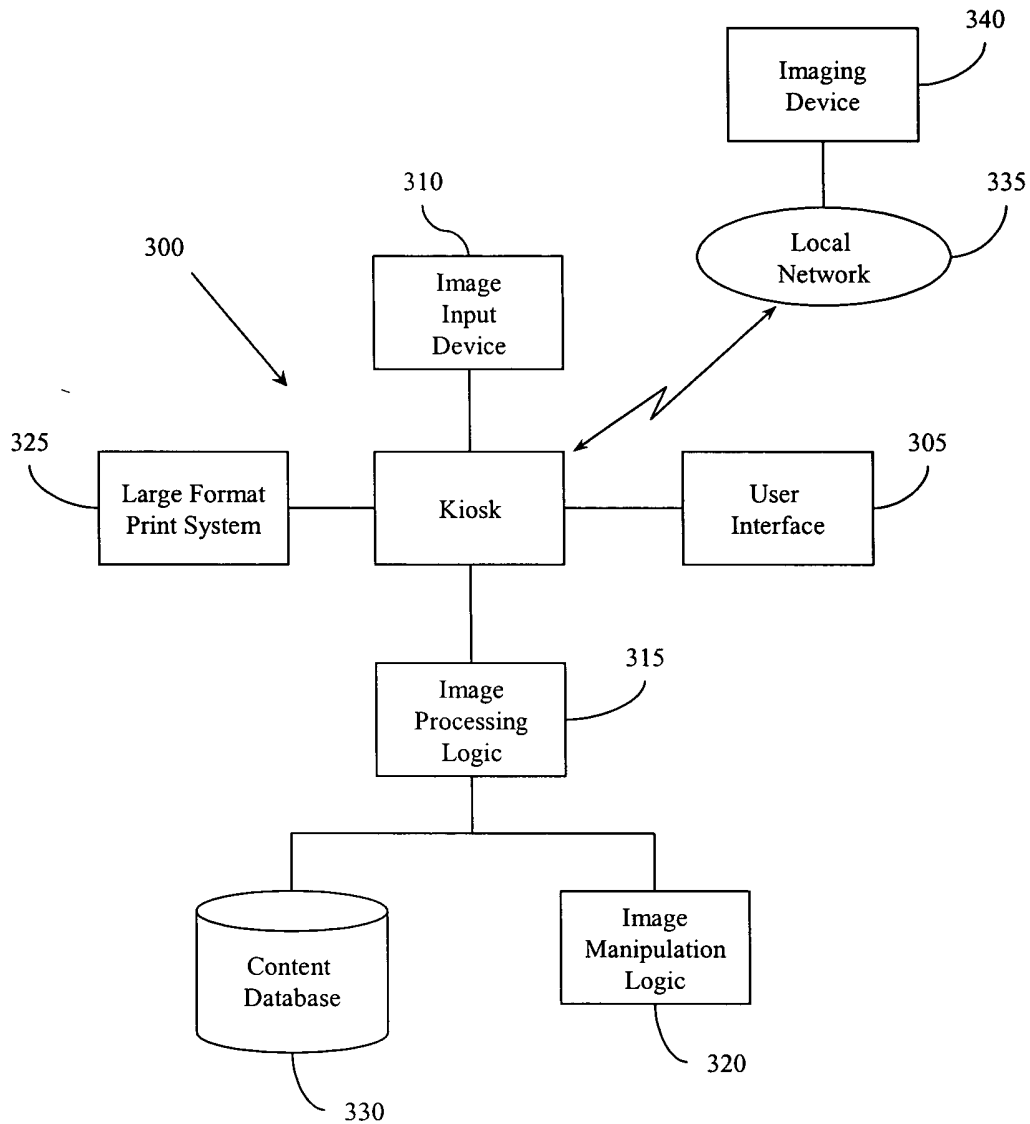 340
Imaging
Device
310
335
Local
Network
300
Image
Input
Device
325
305
Large Format
Print System
Kiosk
User
Interface
315
Image
Processing
Logic
Content
Database
Image
Manipulation
Logic
320
330